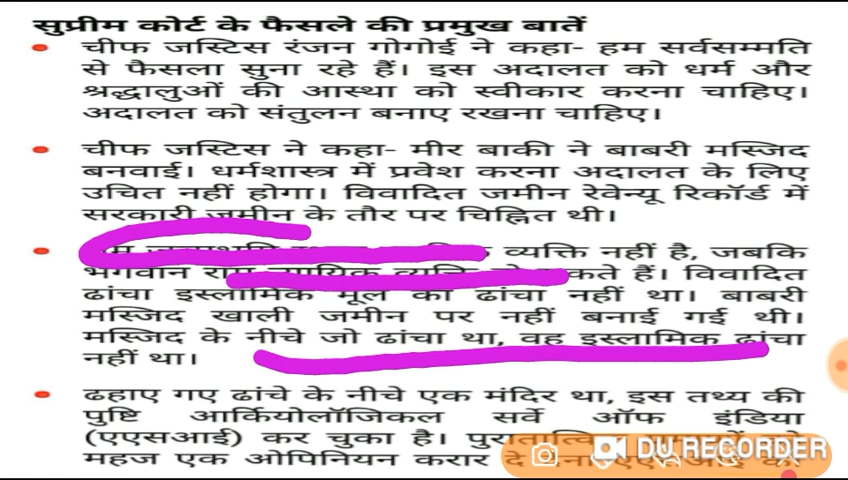 सुप्रीम कोर्ट के फैसले की प्रमुख बातें
चीफ जस्टिस रंजन गोगोई ने कहा- हम सर्वसम्मति
से फैसला सुना रहे हैं। इस अदालत को धर्म और
श्रद्धालुओं की आस्था को स्वीकार करना चाहिए।
अदालत को संतुलन बनाए रखना चाहिए।
चीफ जस्टिस ने कहा- मीर बाकी ने बाबरी मस्जिद
बनवाई। धर्मशास्त्र में प्रवेश करना अदालत के लिए
उचित नहीं होगा। विवादित जमीन रेवेन्यू रिकॉर्ड में
सरकारी जमीन के तौर पर चिह्नित थी।
व्यक्ति नहीं है, जबकि
भगवान राम न्यायिक व्यक्ति हो सकते हैं। विवादित
ढांचा इस्लामिक मूल का ढांचा नहीं था। बाबरी
मस्जिद खाली जमीन पर नहीं बनाई गई थी।
मस्जिद के नीचे जो ढांचा था, वह इस्लामिक ढांचा
नहीं था।
ढहाए गए ढांचे के नीचे एक मंदिर था, इस तथ्य की
पुष्टि आर्कियोलॉजिकल सर्वे ऑफ इंडिया
(एएसआई) कर चुका है।
महज एक ओपिनियन करार दे
DU RECORDER